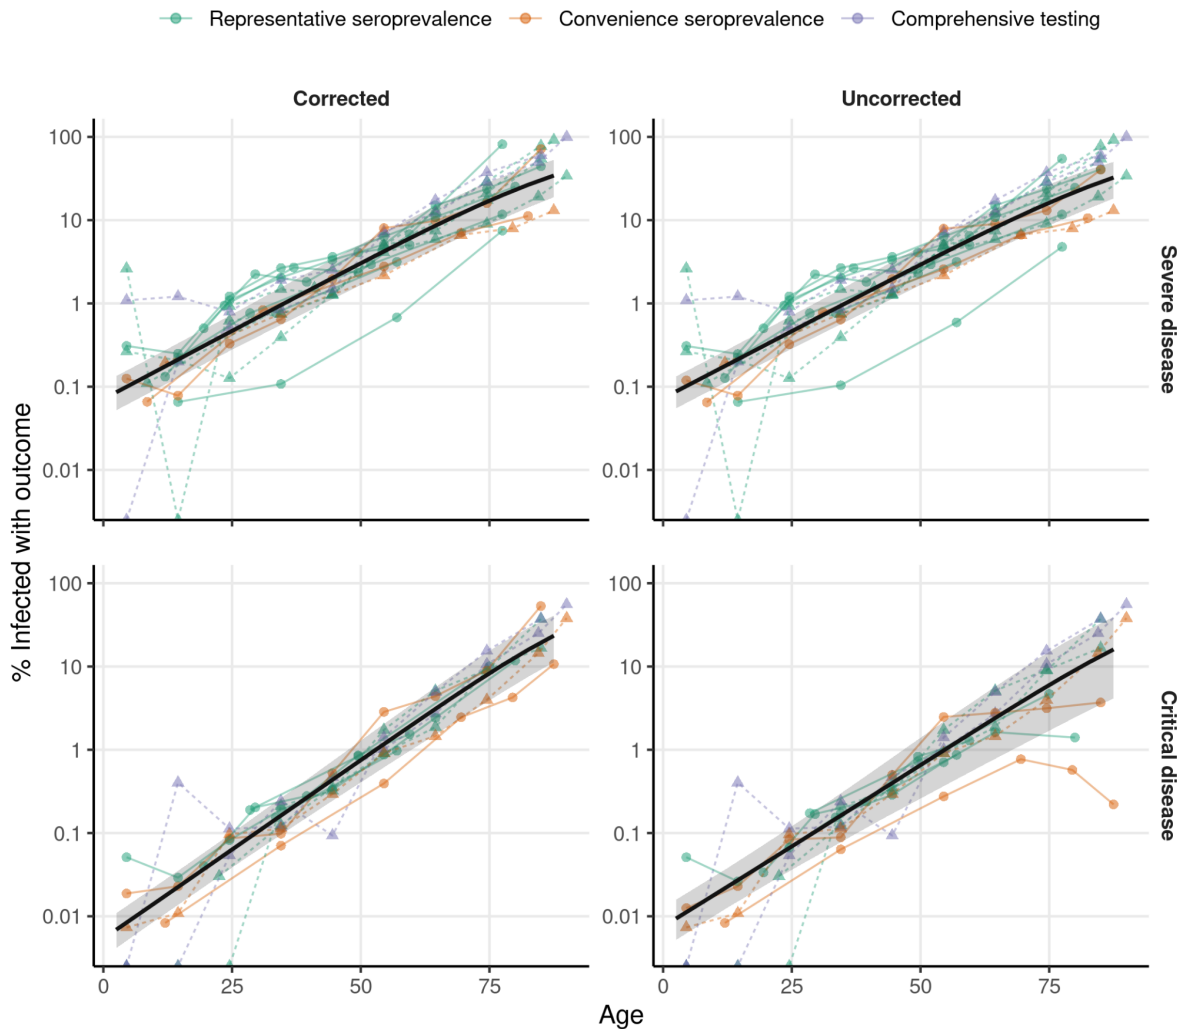 Representative seroprevalence Convenience seroprevalence Comprehensive testing
Corrected Uncorrected
100 100
10 10
1 1
0.1 0.1
0.01 0.01
Severe disease
% Infected with outcome
100 100
10 10
1 1
0.1 0.1
0.01 0.01
Critical disease
0 25 50 75 0 25 50 75
Age